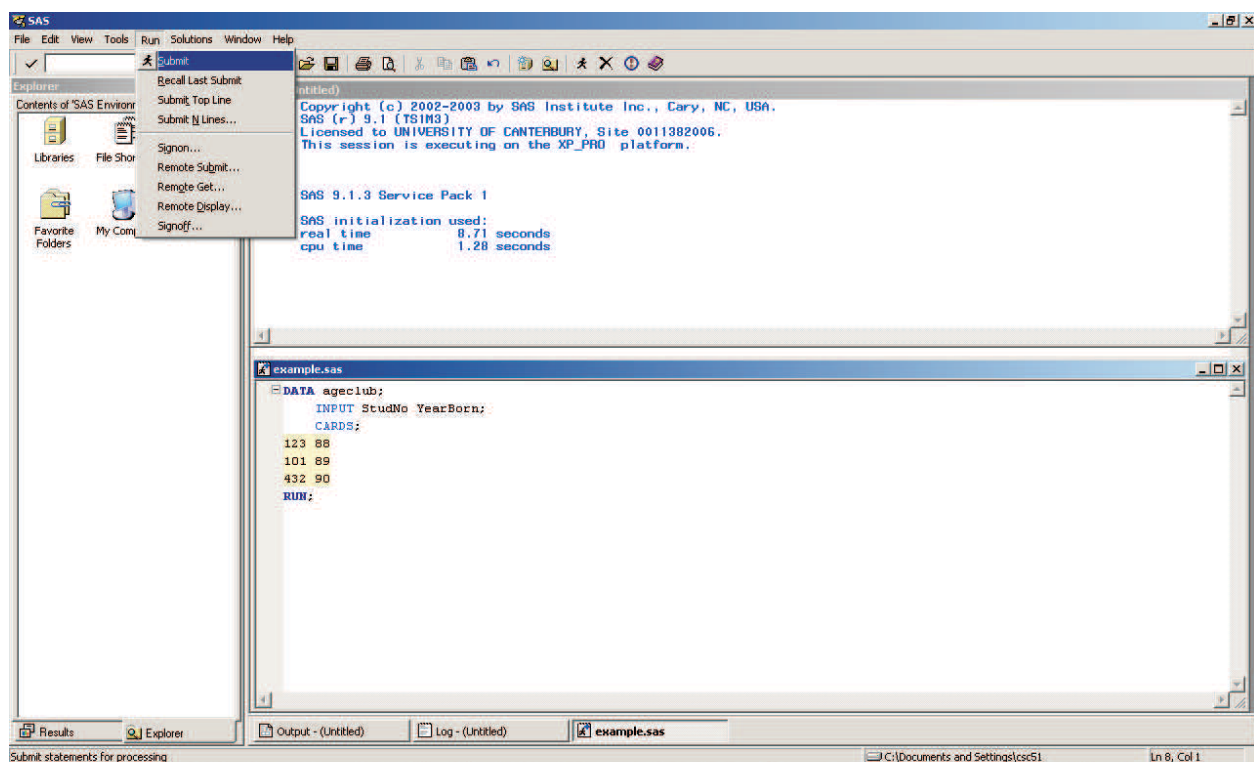 SAS
File Edit View Tools Run Solutions Window Help
Submit
Recall Last Submit
Submit Top Line
Submit N Lines...
Signon...
Remote Submit...
Remote Get...
Remote Display...
Signoff...
Explorer
Contents of 'SAS Environ
Libraries
File Shor
Favorite Folders
My Com
ntitled)
Copyright (c) 2002-2003 by SAS Institute Inc., Cary, NC, USA.
SAS (r) 9.1 (TS1M3)
Licensed to UNIVERSITY OF CANTERBURY, Site 0011382006.
This session is executing on the XP_PRO platform.
SAS 9.1.3 Service Pack 1
SAS initialization used:
real time 8.71 seconds
cpu time 1.28 seconds
example.sas
DATA ageclub;
INPUT StudNo YearBorn;
CARDS;
123 88
101 89
432 90
RUN;
Results
Explorer
Output - (Untitled)
Log - (Untitled)
example.sas
Submit statements for processing
C:\Documents and Settings\csc51
Ln 8, Col 1